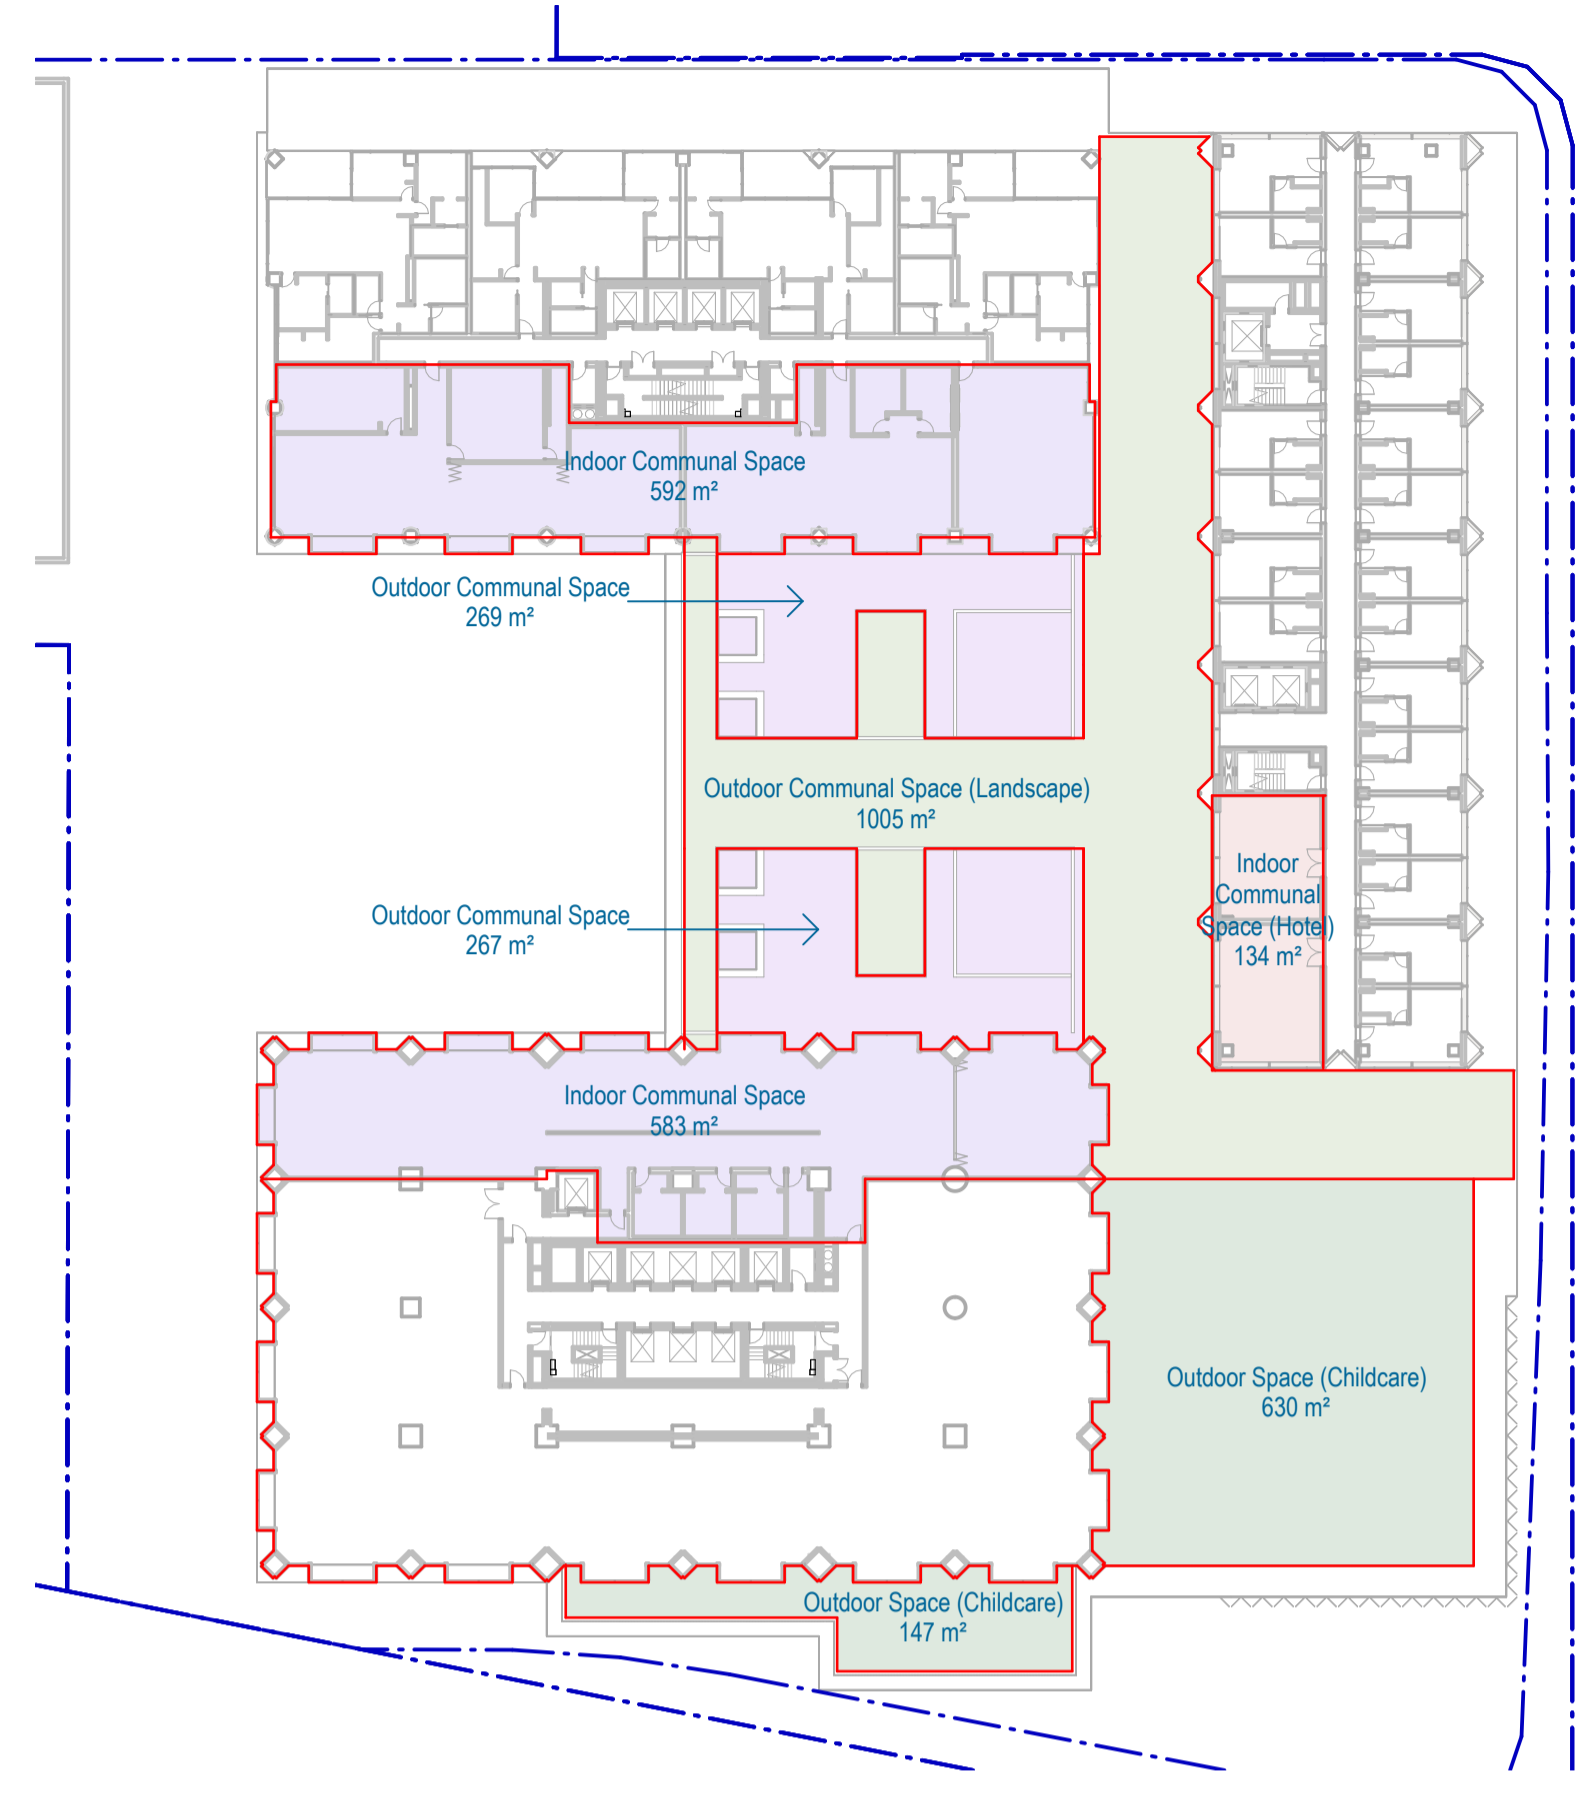 Indoor Communal Space
592 m²
Outdoor Communal Space
269 m²
Outdoor Communal Space (Landscape)
1005 m²
Indoor
Communal
Space (Hotel)
134 m²
Outdoor Communal Space
267 m²
Indoor Communal Space
583 m²
Outdoor Space (Childcare)
630 m²
Outdoor Space (Childcare)
147 m²